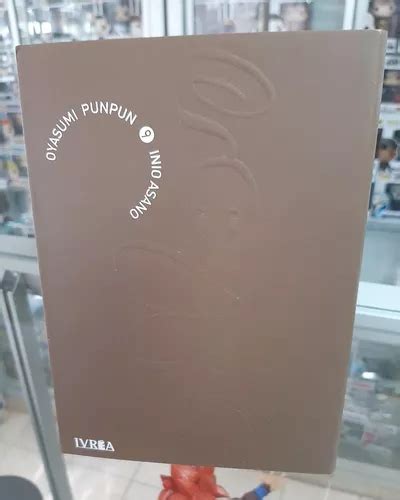 OYASUMI PUNPUN 9 INIO ASANO
IVREA